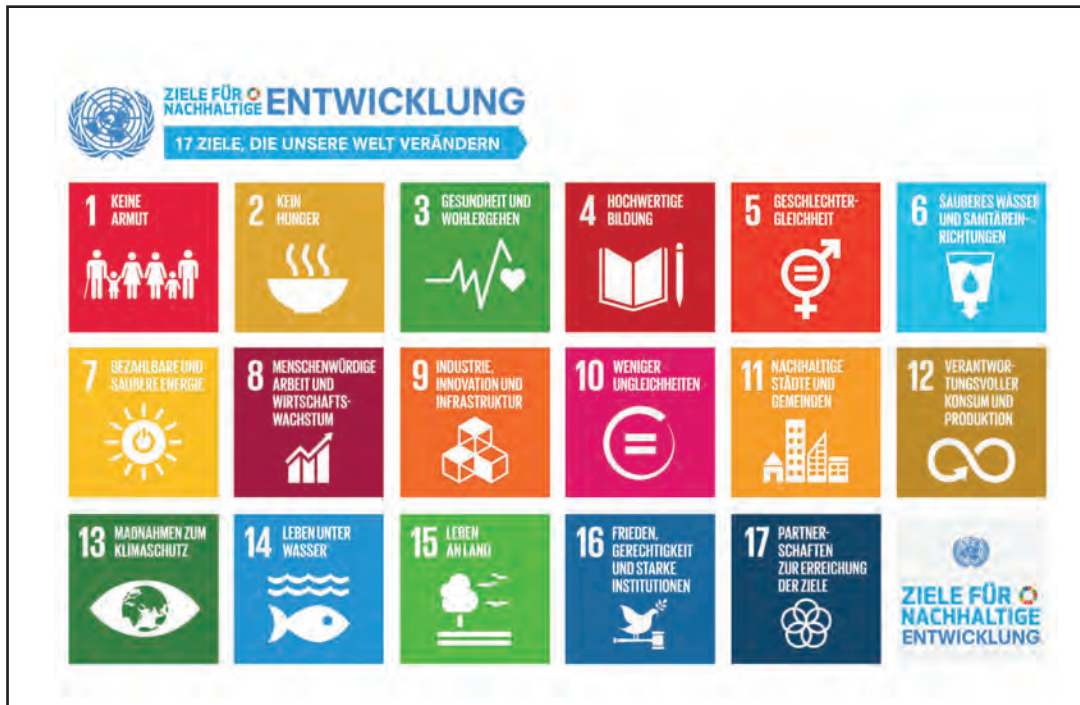 ZIELE FÜR
NACHHALTIGE ENTWICKLUNG
17 ZIELE, DIE UNSERE WELT VERÄNDERN
1 KEINE
ARMUT
2 KEIN
HUNGER
3 GESUNDHEIT UND
WOHLERGEHEN
4 HOCHWERTIGE
BILDUNG
5 GESCHLECHTER-
GLEICHHEIT
6 SAUBERES WASSER
UND SANITÄREIN-
RICHTUNGEN
7 BEZAHLBARE UND
SAUBERE ENERGIE
8 MENSCHENWÜRDIGE
ARBEIT UND
WIRTSCHAFTS-
WACHSTUM
9 INDUSTRIE,
INNOVATION UND
INFRASTRUKTUR
10 WENIGER
UNGLEICHHEITEN
11 NACHHALTIGE
STÄDTE UND
GEMEINDEN
12 VERANTWOR-
TUNGSVOLLER
KONSUM UND
PRODUKTION
13 MAßNAHMEN ZUM
KLIMASCHUTZ
14 LEBEN UNTER
WASSER
15 LEBEN
AN LAND
16 FRIEDEN,
GERECHTIGKEIT
UND STARKE
INSTITUTIONEN
17 PARTNER-
SCHAFTEN
ZUR ERREICHUNG
DER ZIELE
ZIELE FÜR
NACHHALTIGE
ENTWICKLUNG